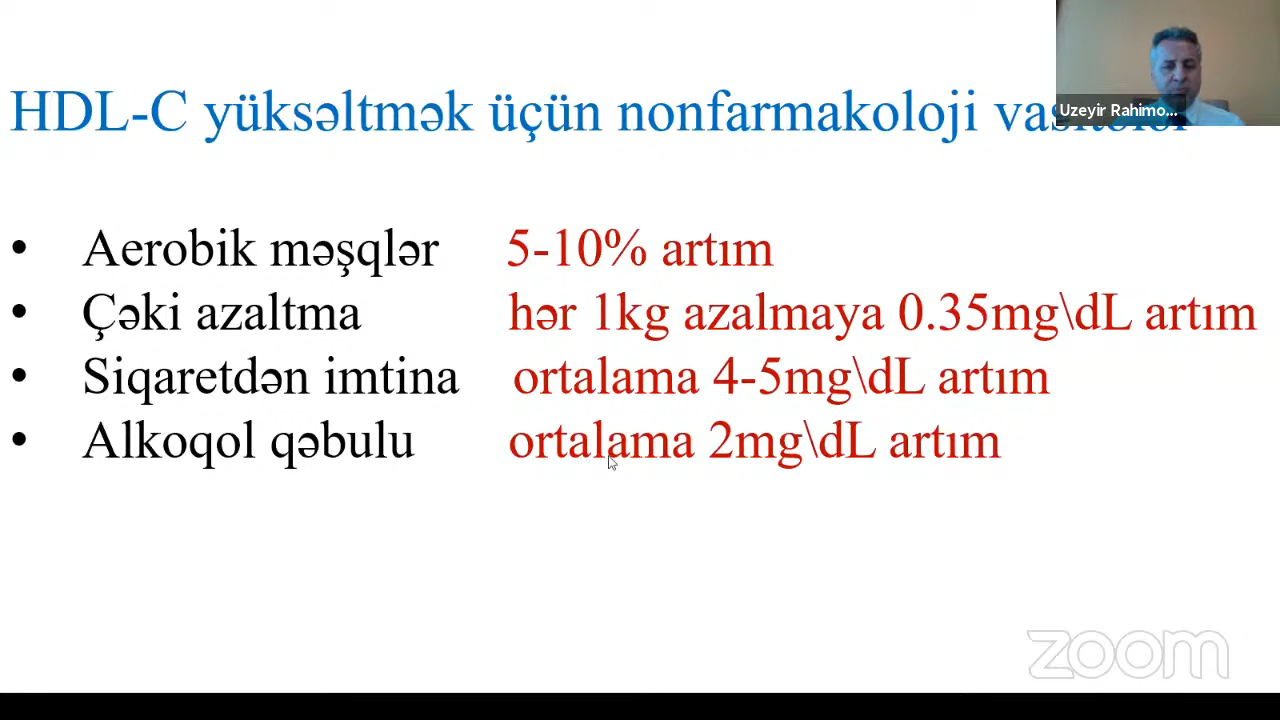 HDL-C yüksəltmək üçün nonfarmakoloji
Uzeyir Rahimo...
• Aerobik məşqlər 5-10% artım
• Çəki azaltma hər 1kg azalmaya 0.35mg\dL artım
• Siqaretdən imtina ortalama 4-5mg\dL artım
• Alkoqol qəbulu ortalama 2mg\dL artım
zoom